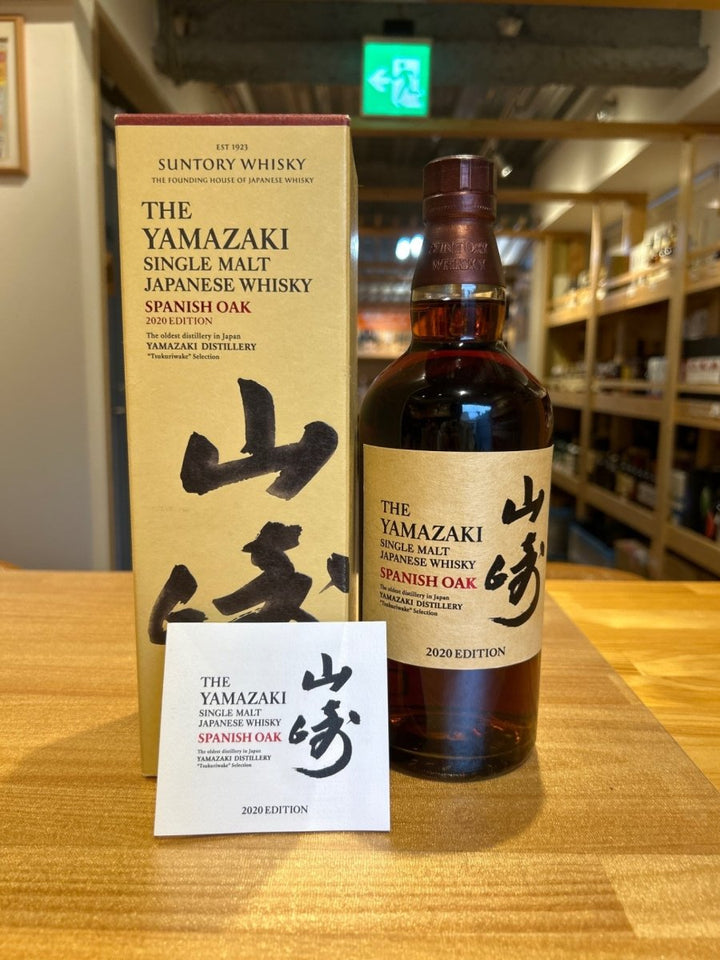 EST 1923
SUNTORY WHISKY
THE FOUNDING HOUSE OF JAPANESE WHISKY
THE
YAMAZAKI
SINGLE MALT
JAPANESE WHISKY
SPANISH OAK
2020 EDITION
The oldest distillery in Japan
YAMAZAKI DISTILLERY
"Tsukuriwake" Selection
山崎
SUNTORY
WHISKY
THE
YAMAZAKI
SINGLE MALT
JAPANESE WHISKY
SPANISH OAK
The oldest distillery in Japan
YAMAZAKI DISTILLERY
"Tsukuriwake" Selection
山崎
2020 EDITION
THE
YAMAZAKI
SINGLE MALT
JAPANESE WHISKY
SPANISH OAK
The oldest distillery in Japan
YAMAZAKI DISTILLERY
"Tsukuriwake" Selection
山崎
2020 EDITION